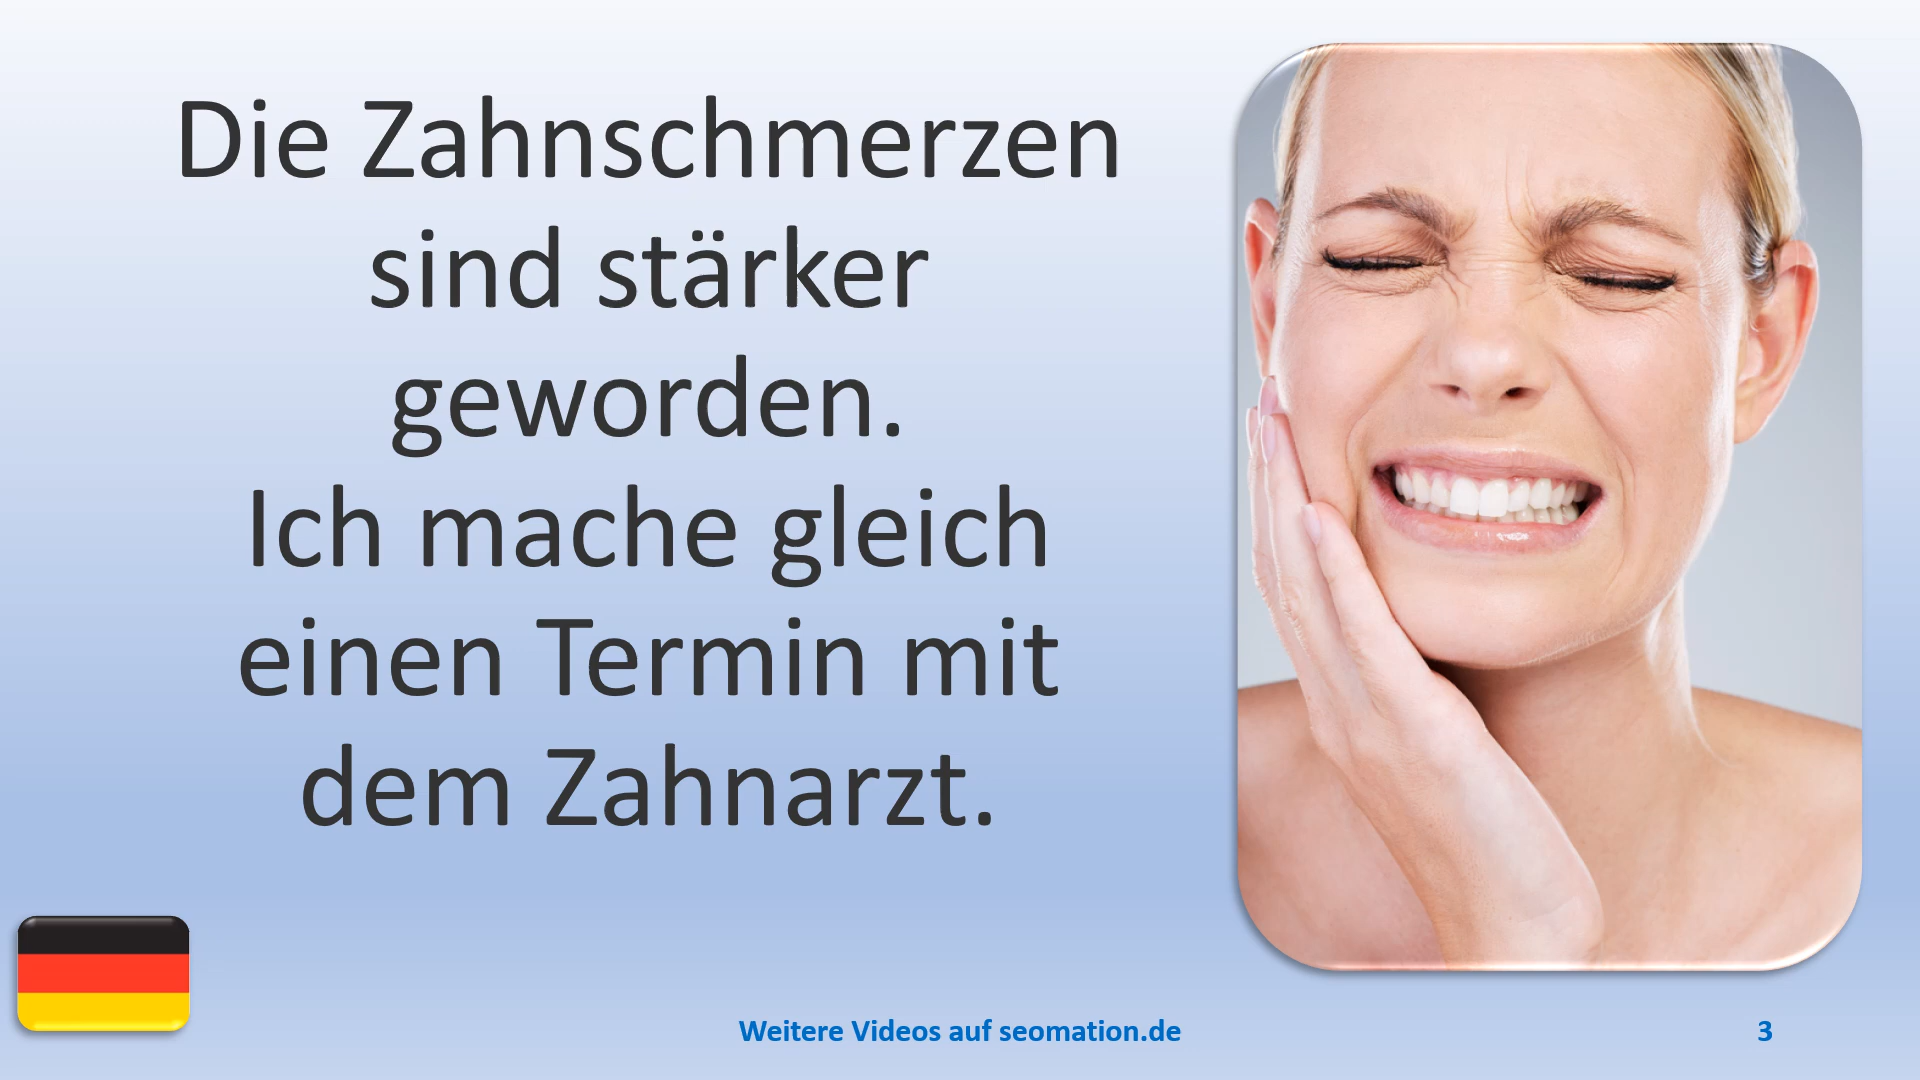 Die Zahnschmerzen
sind stärker
geworden.
Ich mache gleich
einen Termin mit
dem Zahnarzt.
Weitere Videos auf seomation.de
3